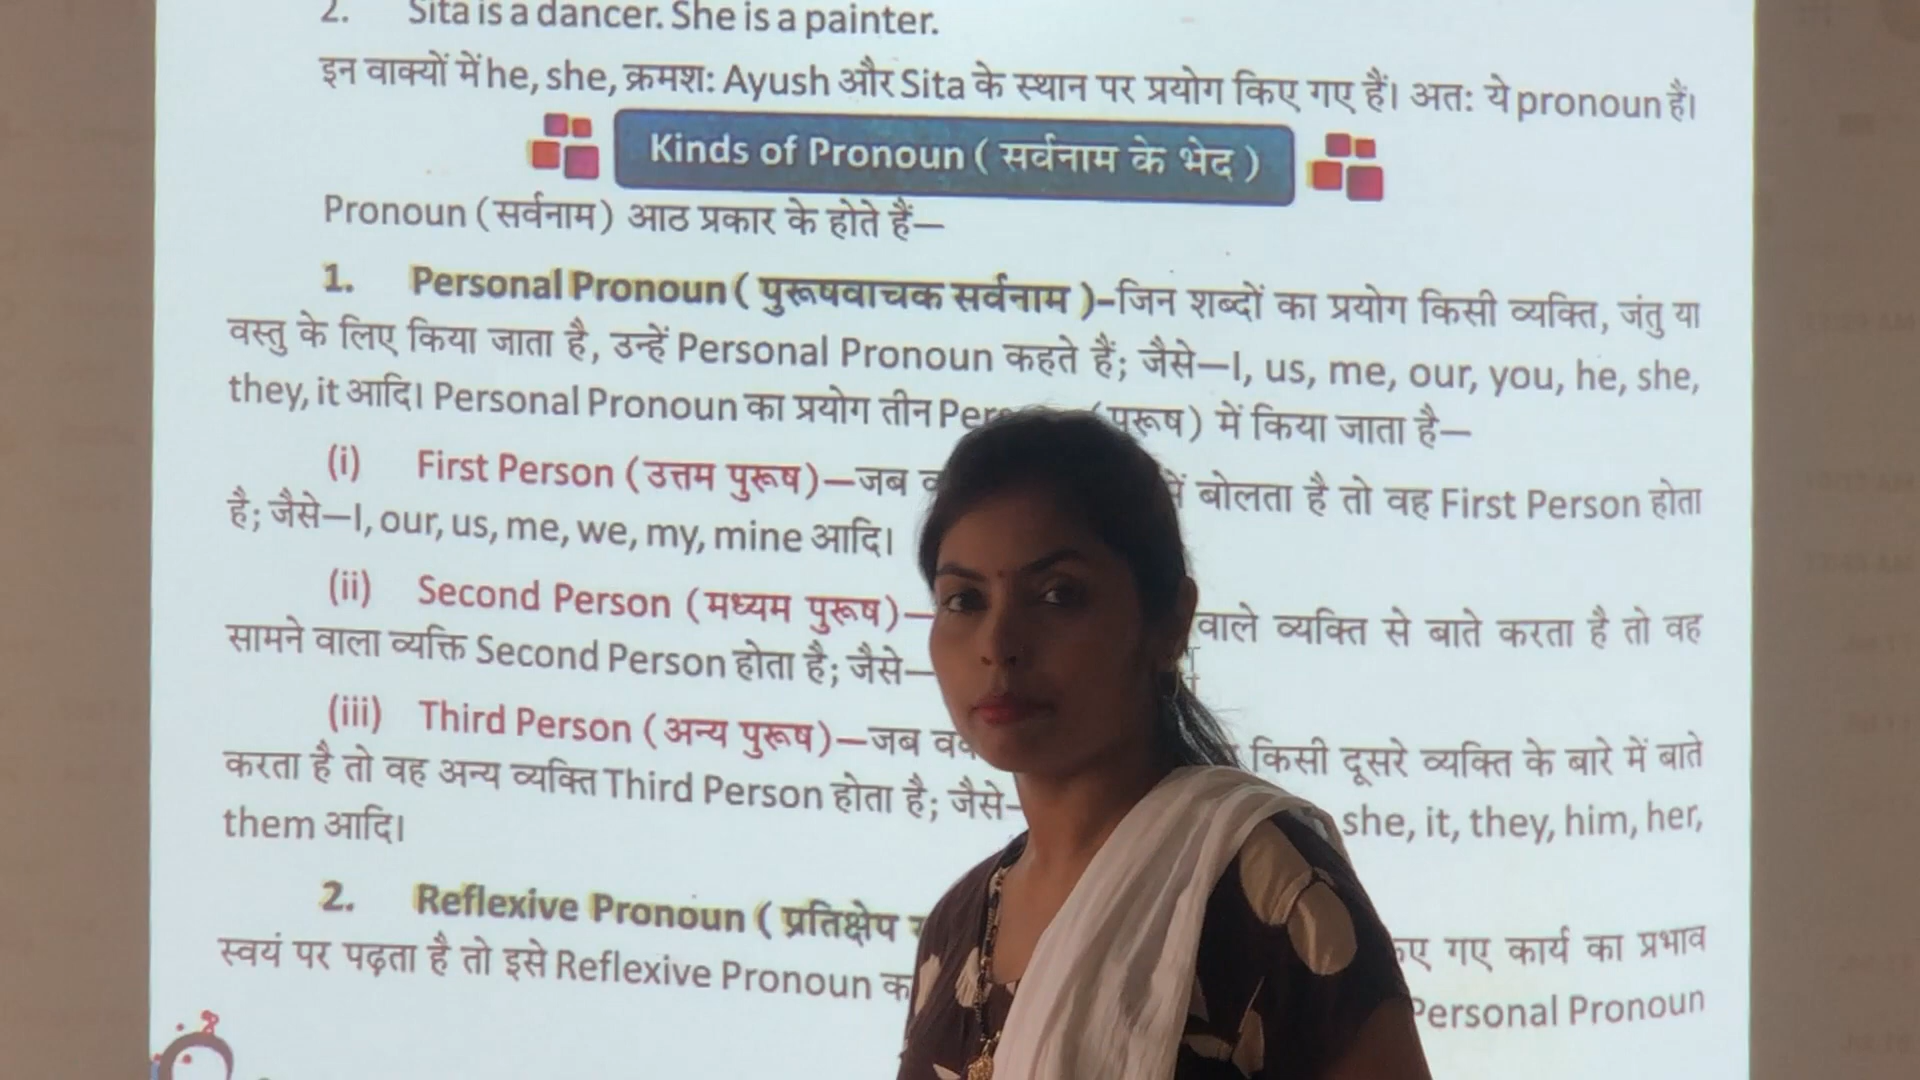 2. Sita is a dancer. She is a painter.
इन वाक्यों में he, she, क्रमश: Ayush और Sita के स्थान पर प्रयोग किए गए हैं। अत: ये pronoun हैं।
Kinds of Pronoun ( सर्वनाम के भेद )
Pronoun (सर्वनाम) आठ प्रकार के होते हैं—
1. Personal Pronoun ( पुरूषवाचक सर्वनाम )–जिन शब्दों का प्रयोग किसी व्यक्ति, जंतु या
वस्तु के लिए किया जाता है, उन्हें Personal Pronoun कहते हैं; जैसे—I, us, me, our, you, he, she,
they, it आदि। Personal Pronoun का प्रयोग तीन (पुरूष) में किया जाता है—
(i) First Person (उत्तम पुरूष)—जब में बोलता है तो वह First Person होता
है; जैसे—I, our, us, me, we, my, mine आदि।
(ii) Second Person (मध्यम पुरूष)— वाले व्यक्ति से बाते करता है तो वह
सामने वाला व्यक्ति Second Person होता है; जैसे—
(iii) Third Person (अन्य पुरूष)—जब किसी दूसरे व्यक्ति के बारे में बाते
करता है तो वह अन्य व्यक्ति Third Person होता है; जैसे- she, it, they, him, her,
them आदि।
2. Reflexive Pronoun ( प्रतिक्षेप गए कार्य का प्रभाव
स्वयं पर पढ़ता है तो इसे Reflexive Pronoun Personal Pronoun